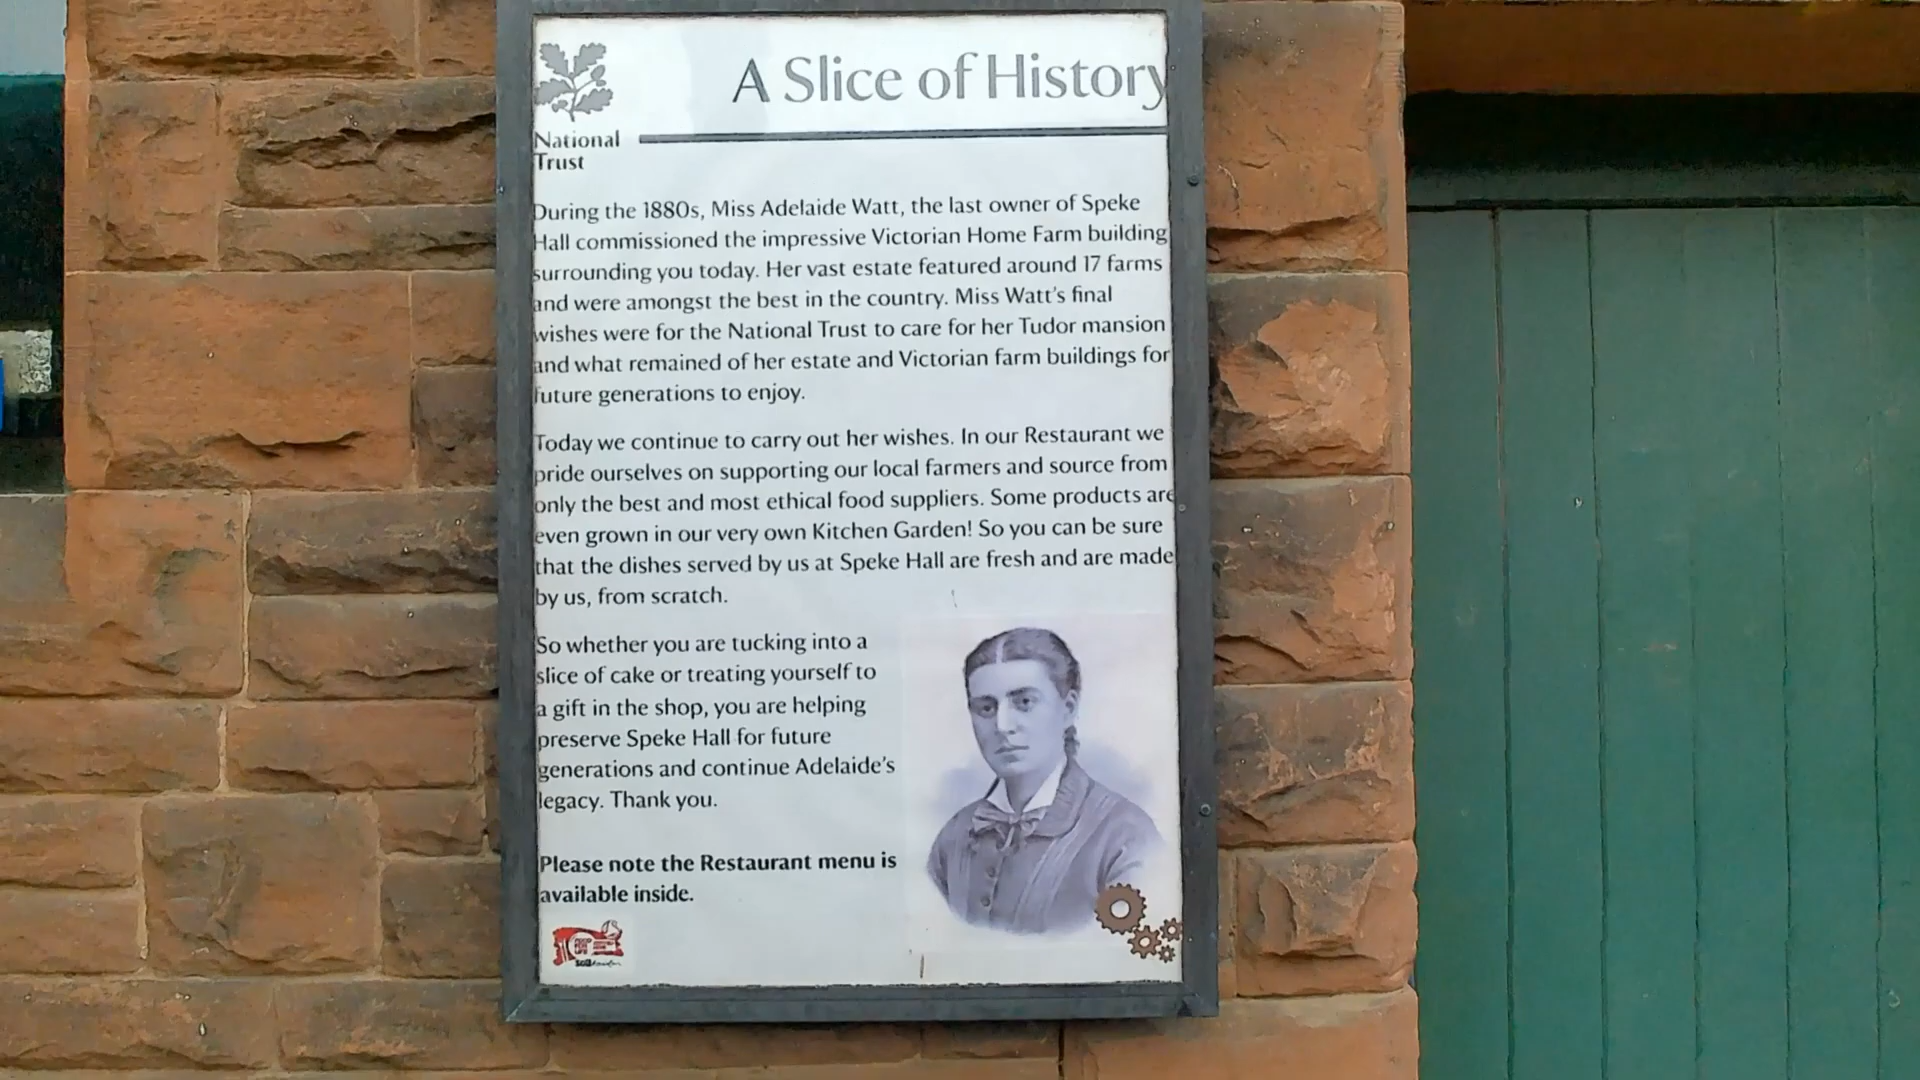 A Slice of History
National
Trust
During the 1880s, Miss Adelaide Watt, the last owner of Speke
Hall commissioned the impressive Victorian Home Farm building
surrounding you today. Her vast estate featured around 17 farms
and were amongst the best in the country. Miss Watt's final
wishes were for the National Trust to care for her Tudor mansion
and what remained of her estate and Victorian farm buildings for
future generations to enjoy.
Today we continue to carry out her wishes. In our Restaurant we
pride ourselves on supporting our local farmers and source from
only the best and most ethical food suppliers. Some products are
even grown in our very own Kitchen Garden! So you can be sure
that the dishes served by us at Speke Hall are fresh and are made
by us, from scratch.
So whether you are tucking into a
slice of cake or treating yourself to
a gift in the shop, you are helping
preserve Speke Hall for future
generations and continue Adelaide's
legacy. Thank you.
Please note the Restaurant menu is
available inside.